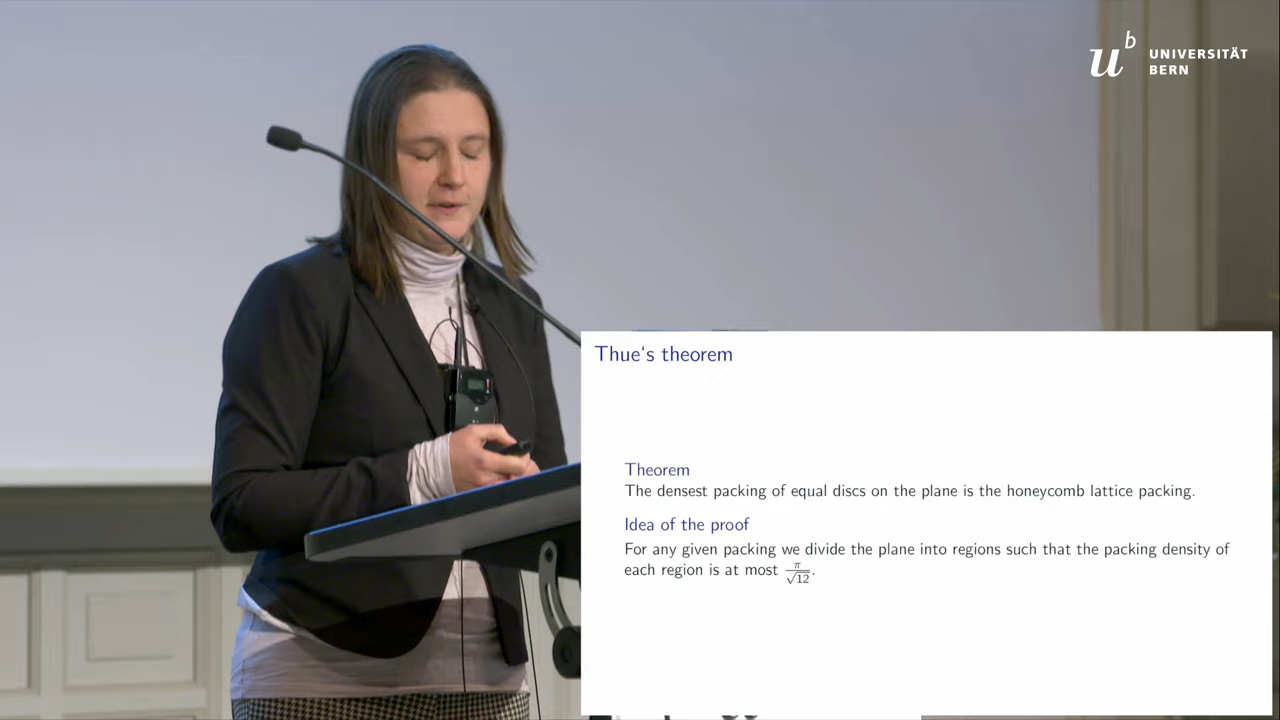 u^b
UNIVERSITÄT
BERN
Thue‘s theorem
Theorem
The densest packing of equal discs on the plane is the honeycomb lattice packing.
Idea of the proof
For any given packing we divide the plane into regions such that the packing density of
each region is at most π/√12.